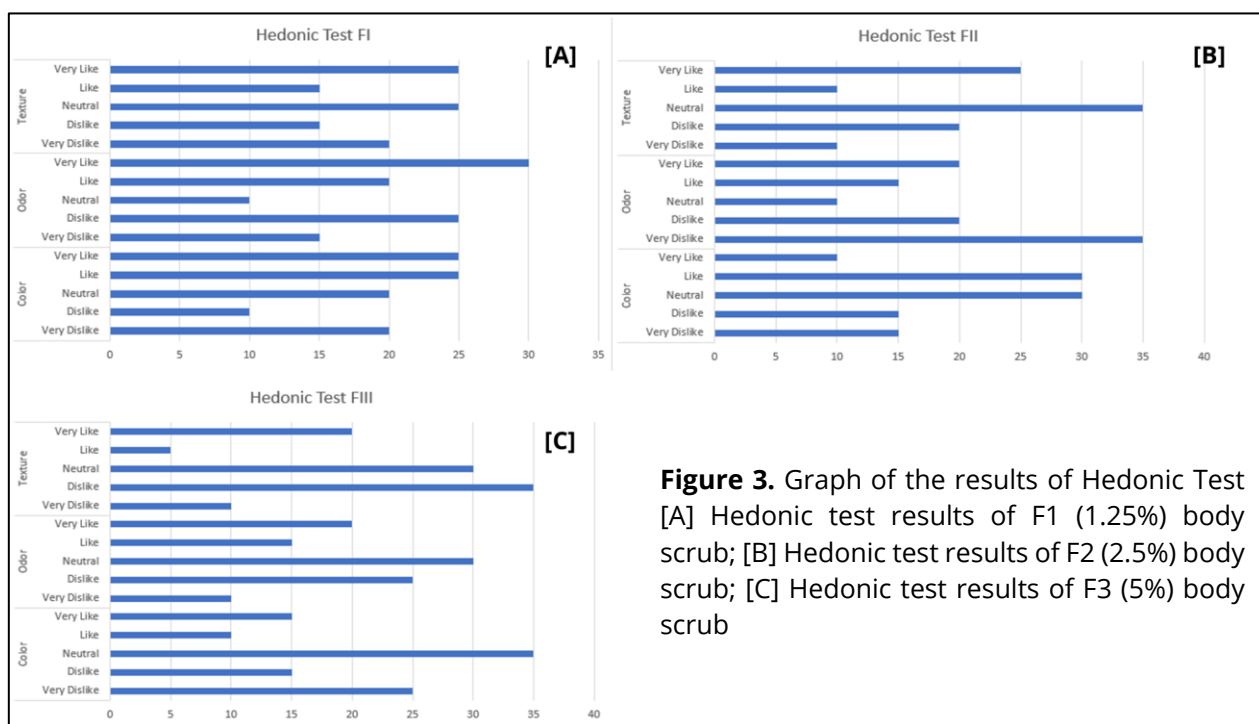 Hedonic Test FI
[A]
Texture
Very Like
Like
Neutral
Dislike
Very Dislike
Odor
Very Like
Like
Neutral
Dislike
Very Dislike
Color
Very Like
Like
Neutral
Dislike
Very Dislike
0 5 10 15 20 25 30 35
Hedonic Test FII
[B]
Texture
Very Like
Like
Neutral
Dislike
Very Dislike
Odor
Very Like
Like
Neutral
Dislike
Very Dislike
Color
Very Like
Like
Neutral
Dislike
Very Dislike
0 5 10 15 20 25 30 35 40
Hedonic Test FIII
[C]
Texture
Very Like
Like
Neutral
Dislike
Very Dislike
Odor
Very Like
Like
Neutral
Dislike
Very Dislike
Color
Very Like
Like
Neutral
Dislike
Very Dislike
0 5 10 15 20 25 30 35 40
Figure 3. Graph of the results of Hedonic Test
[A] Hedonic test results of F1 (1.25%) body
scrub; [B] Hedonic test results of F2 (2.5%) body
scrub; [C] Hedonic test results of F3 (5%) body
scrub